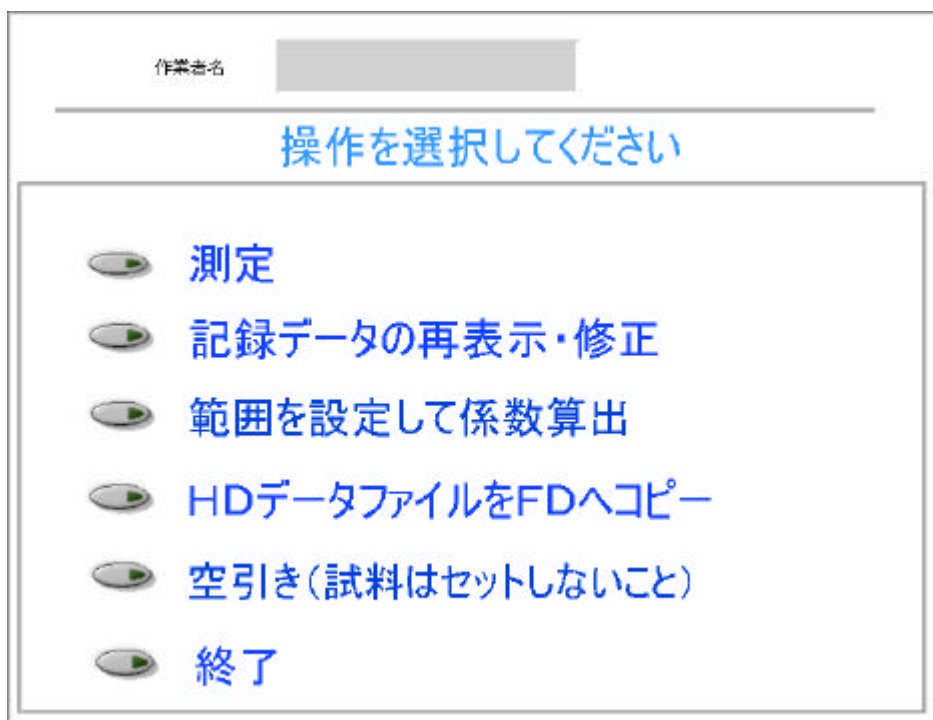 作業者名
操作を選択してください
測定
記録データの再表示・修正
範囲を設定して係数算出
HDデータファイルをFDへコピー
空引き(試料はセットしないこと)
終了